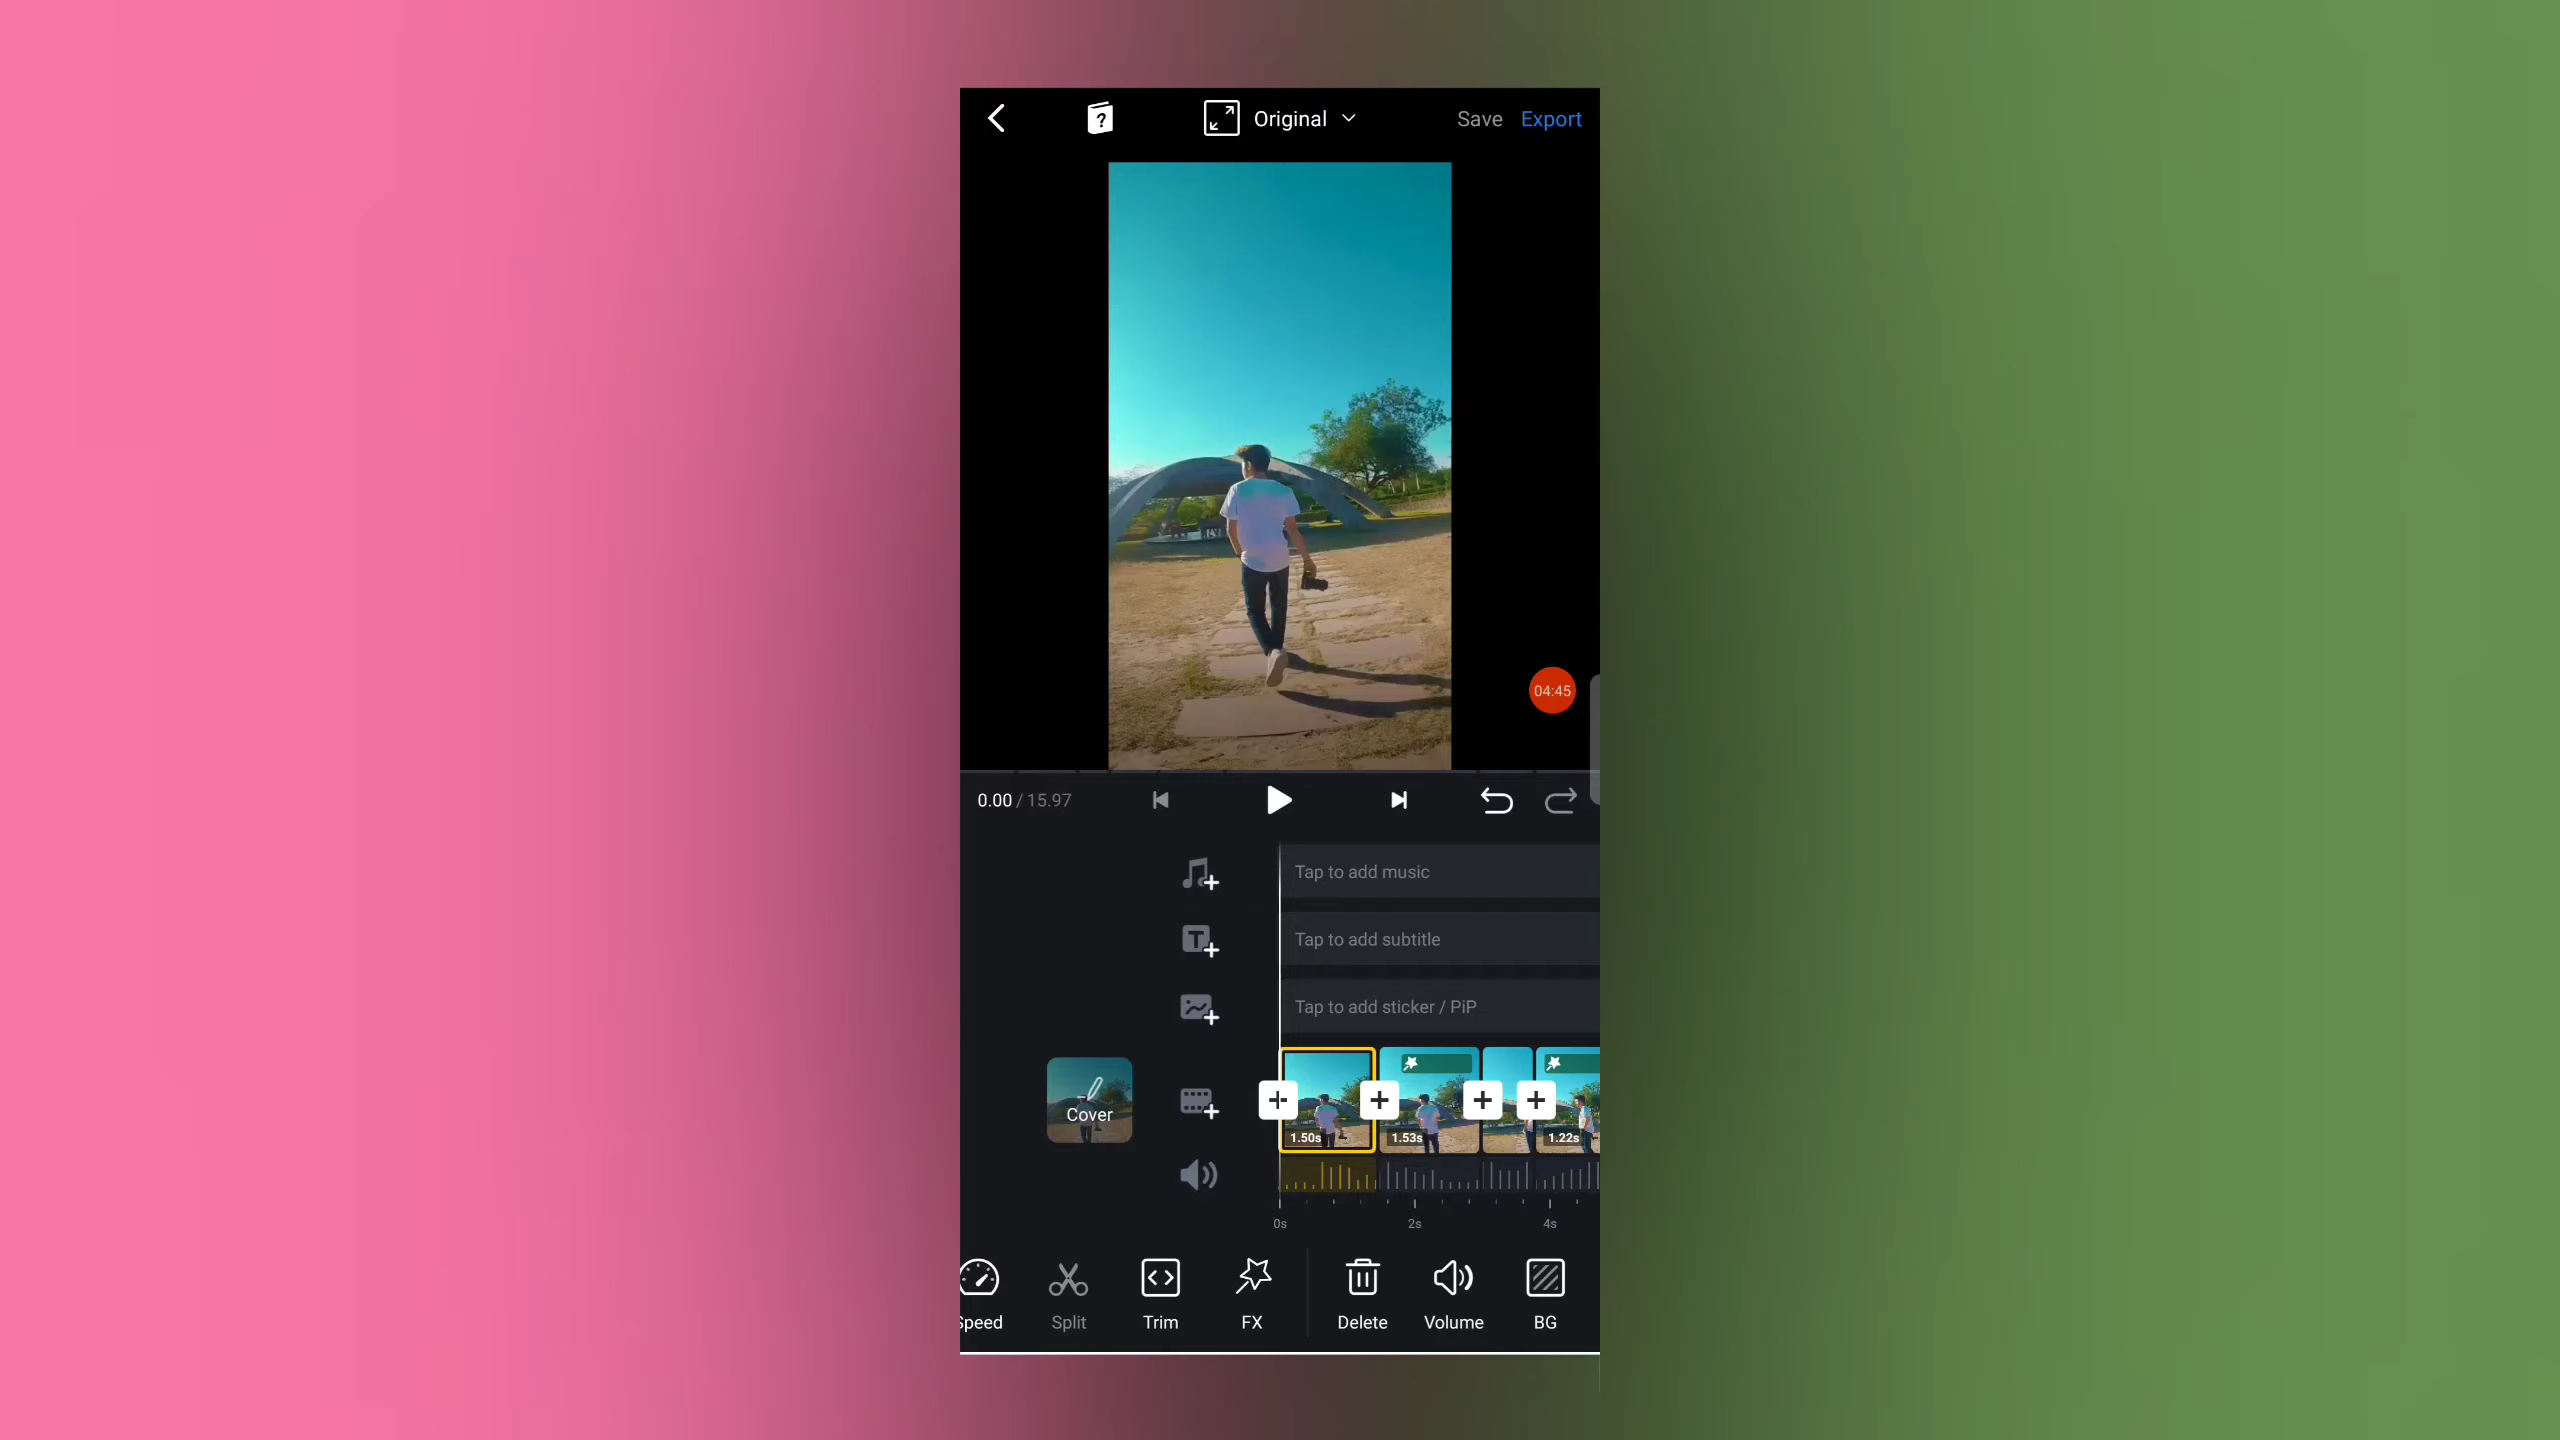 Original
Save
Export
04:45
0.00 / 15.97
Tap to add music
Tap to add subtitle
Tap to add sticker / PiP
Cover
1.50s
1.53s
1.22s
0s
2s
4s
Speed
Split
Trim
FX
Delete
Volume
BG